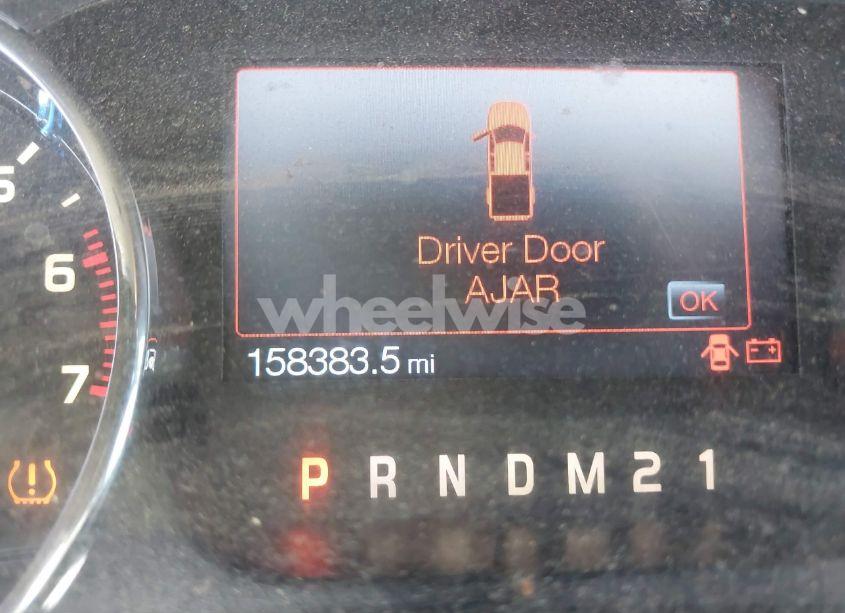 5
6
7
Driver Door
AJAR
OK
wheelwise
158383.5 mi
P R N D M 2 1